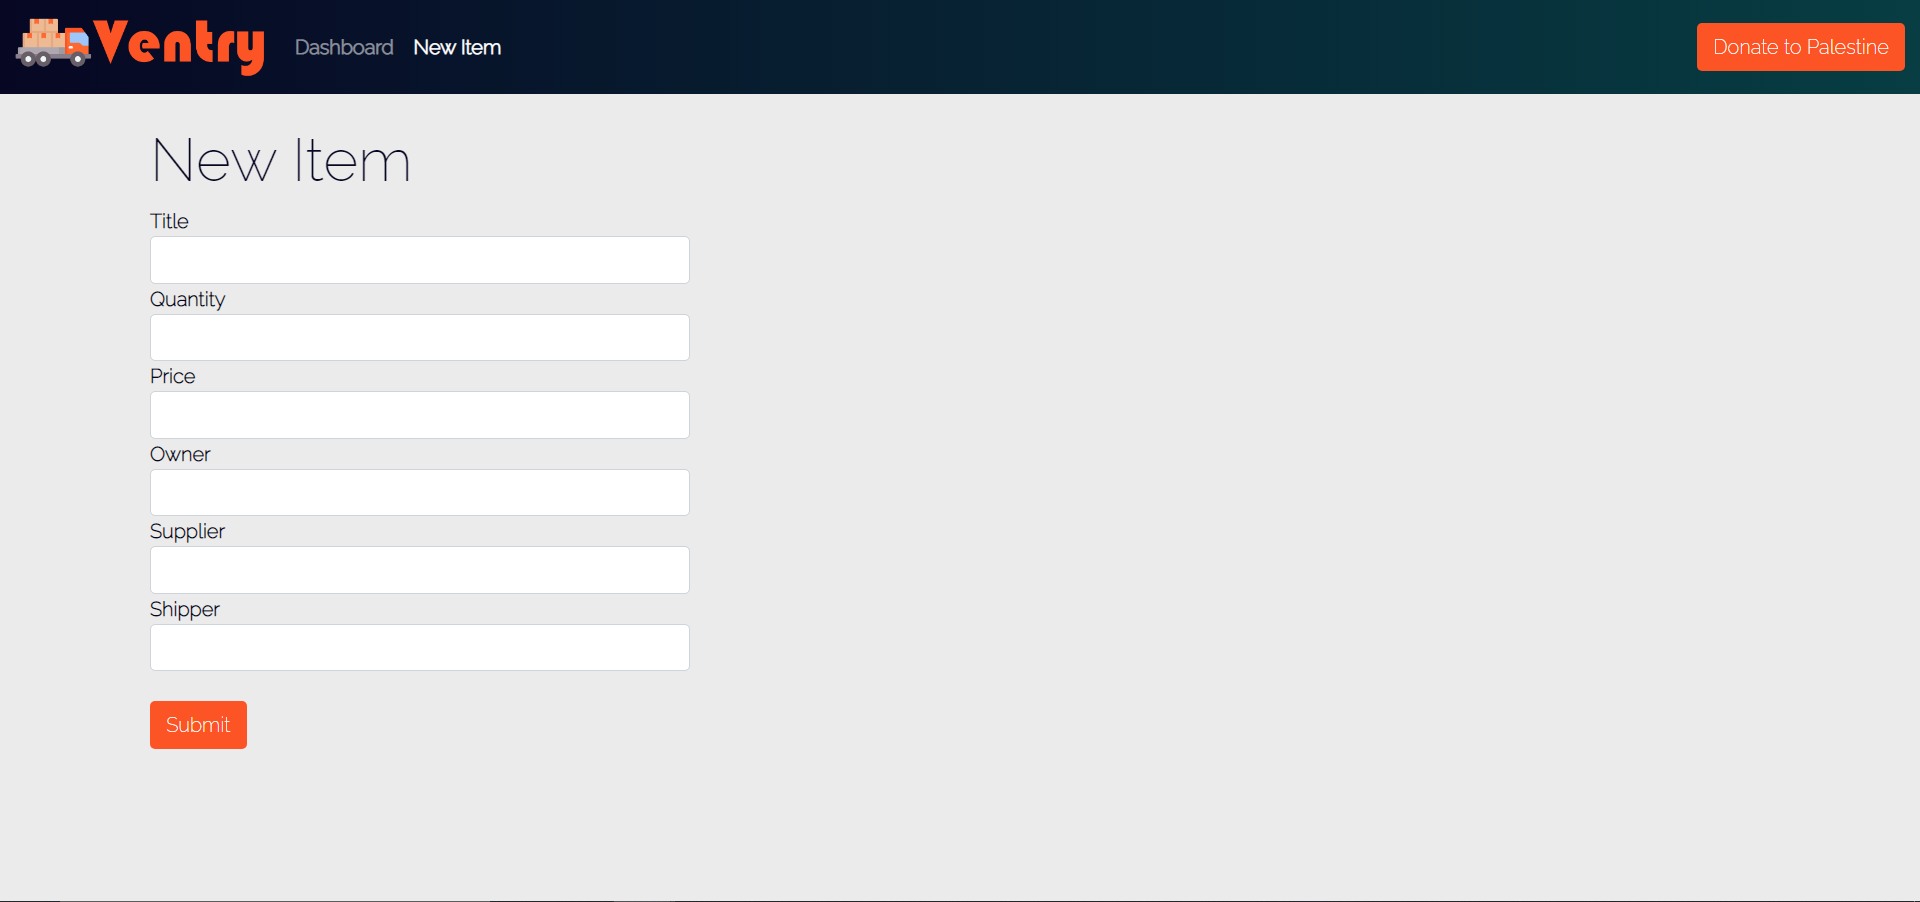 Ventry
Dashboard
New Item
Donate to Palestine
New Item
Title
Quantity
Price
Owner
Supplier
Shipper
Submit